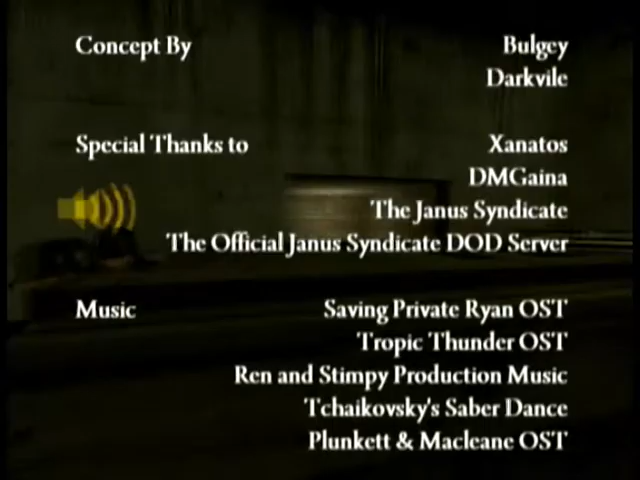 Concept By Bulgey
Darkvile
Special Thanks to Xanatos
DMGaina
The Janus Syndicate
The Official Janus Syndicate DOD Server
Music Saving Private Ryan OST
Tropic Thunder OST
Ren and Stimpy Production Music
Tchaikovsky's Saber Dance
Plunkett & Macleane OST